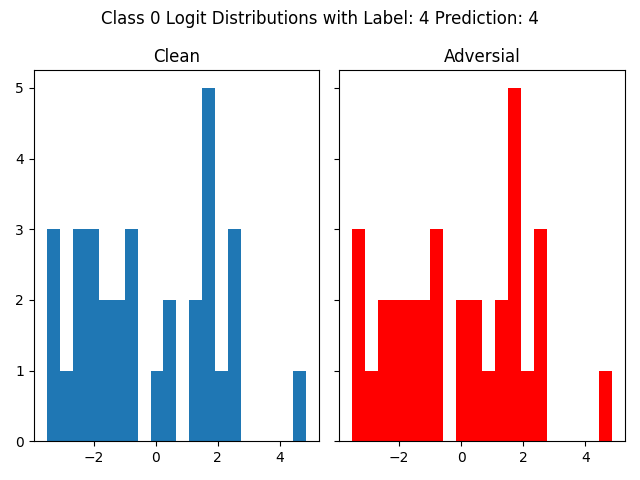 Class 0 Logit Distributions with Label: 4 Prediction: 4
Clean
Adversial
5
4
3
2
1
0
−2 0 2 4
−2 0 2 4